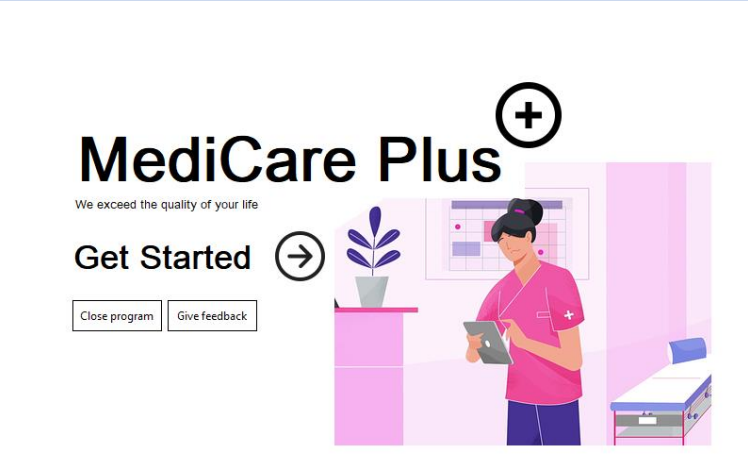 MediCare Plus
We exceed the quality of your life
Get Started
Close program
Give feedback